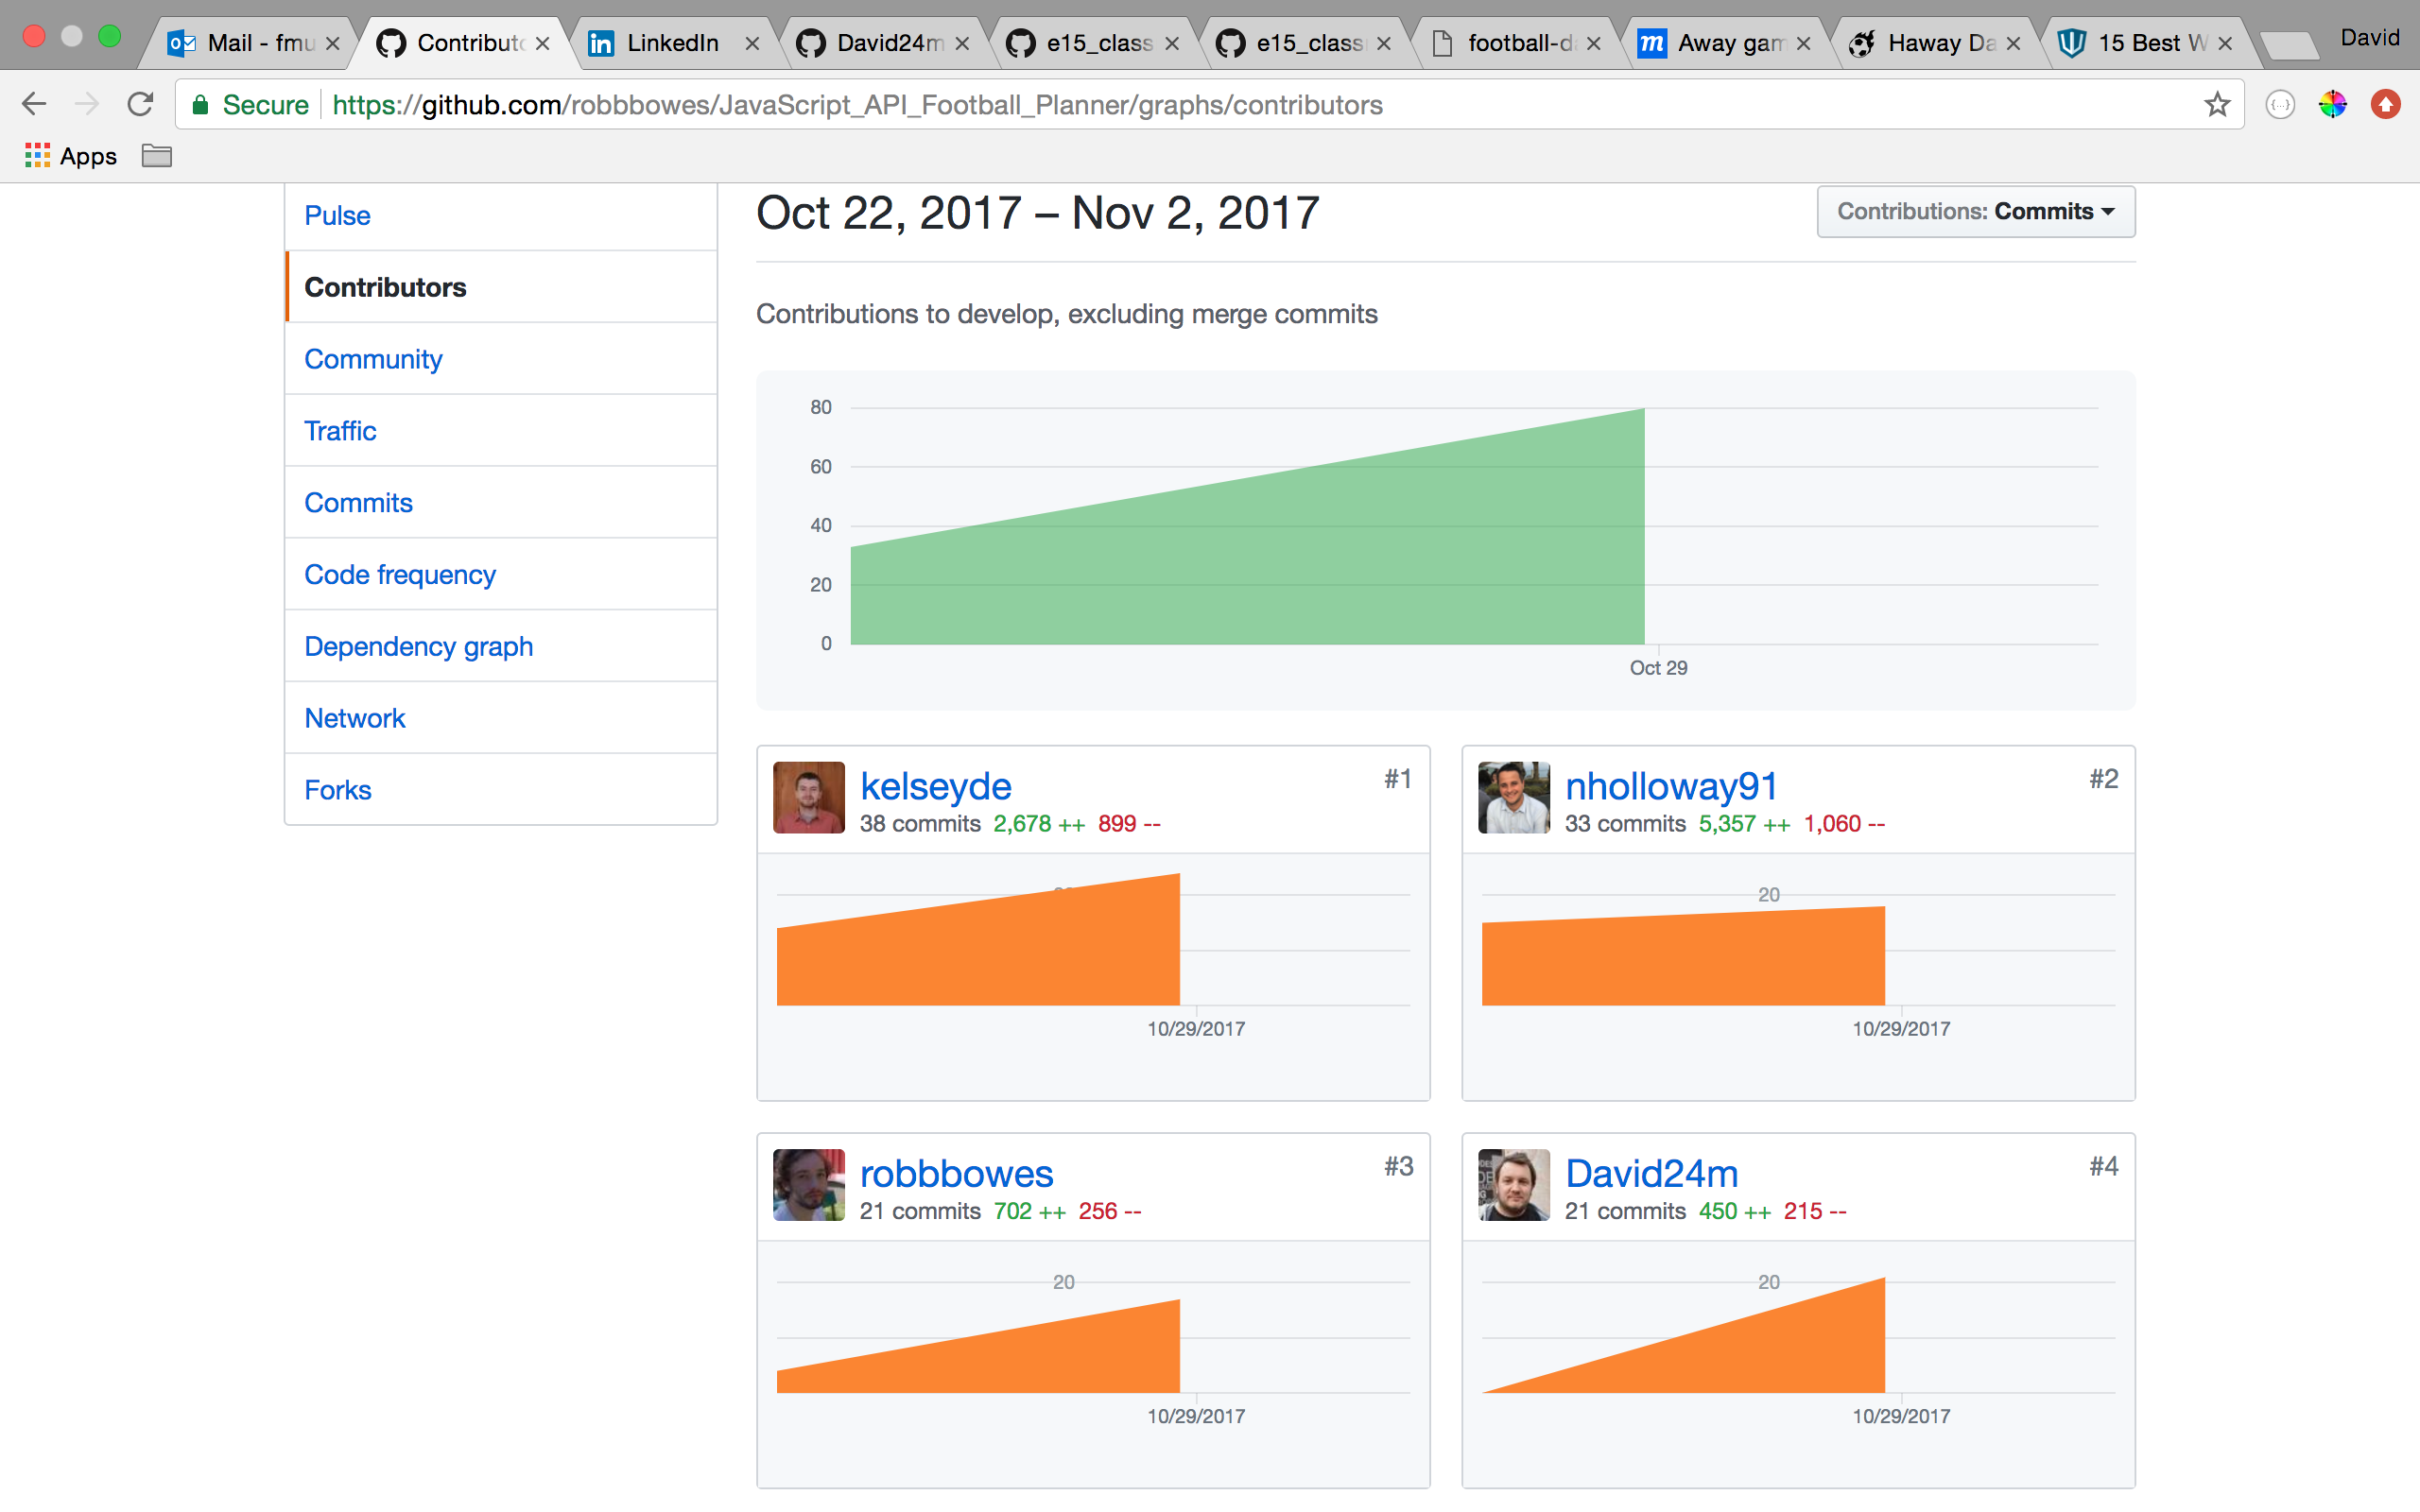 Mail - fmu
Contributo
LinkedIn
David24m
e15_class
e15_class
football-da
Away gam
Haway Da
15 Best W
David
Secure https://github.com/robbbowes/JavaScript_API_Football_Planner/graphs/contributors
Apps
Pulse
Contributors
Community
Traffic
Commits
Code frequency
Dependency graph
Network
Forks
Oct 22, 2017 – Nov 2, 2017
Contributions: Commits
Contributions to develop, excluding merge commits
80
60
40
20
0
Oct 29
kelseyde #1
38 commits 2,678 ++ 899 --
10/29/2017
nholloway91 #2
33 commits 5,357 ++ 1,060 --
20
10/29/2017
robbbowes #3
21 commits 702 ++ 256 --
20
10/29/2017
David24m #4
21 commits 450 ++ 215 --
20
10/29/2017